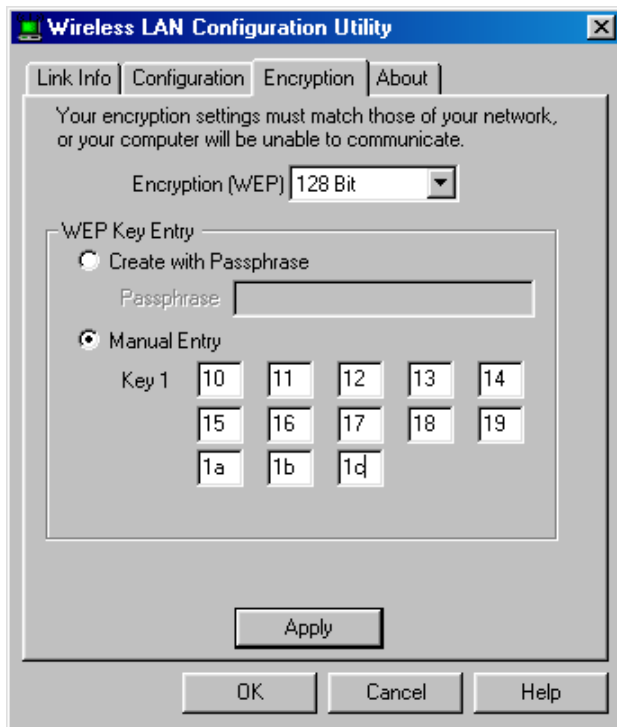 Wireless LAN Configuration Utility
Link Info Configuration Encryption About
Your encryption settings must match those of your network,
or your computer will be unable to communicate.
Encryption (WEP) 128 Bit
WEP Key Entry
Create with Passphrase
Passphrase
Manual Entry
Key 1 10 11 12 13 14
15 16 17 18 19
1a 1b 1c
Apply
OK Cancel Help